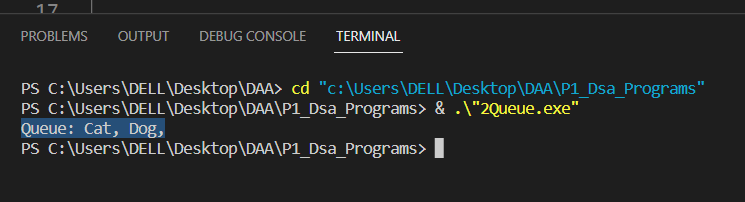 17
PROBLEMS OUTPUT DEBUG CONSOLE TERMINAL
PS C:\Users\DELL\Desktop\DAA> cd "c:\Users\DELL\Desktop\DAA\P1_Dsa_Programs"
PS C:\Users\DELL\Desktop\DAA\P1_Dsa_Programs> & .\"2Queue.exe"
Queue: Cat, Dog,
PS C:\Users\DELL\Desktop\DAA\P1_Dsa_Programs>